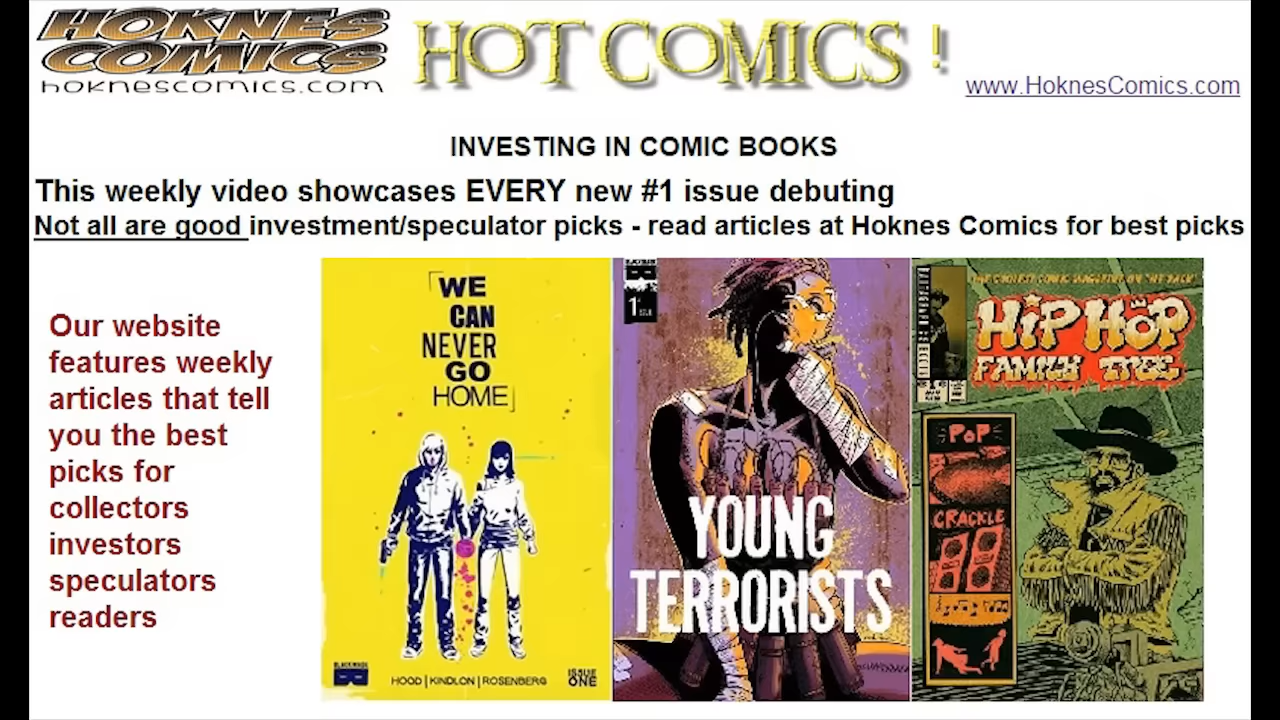 HOKNES
COMICS
hoknescomics.com
HOT COMICS !
www.HoknesComics.com
INVESTING IN COMIC BOOKS
This weekly video showcases EVERY new #1 issue debuting
Not all are good investment/speculator picks - read articles at Hoknes Comics for best picks
Our website
features weekly
articles that tell
you the best
picks for
collectors
investors
speculators
readers
WE
CAN
NEVER
GO
HOME
BLACK MASK
HOOD | KINDLON | ROSENBERG
ISSUE
ONE
1
YOUNG
TERRORISTS
HIP HOP
FAMILY TREE
POP
CRACKLE